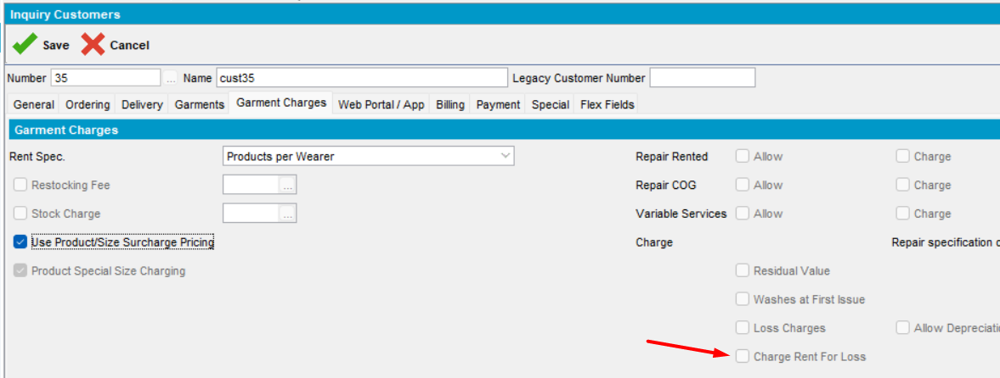 Inquiry Customers
Save Cancel
Number 35 ... Name cust35 Legacy Customer Number
General Ordering Delivery Garments Garment Charges Web Portal / App Billing Payment Special Flex Fields
Garment Charges
Rent Spec. Products per Wearer Repair Rented Allow Charge
Restocking Fee ... Repair COG Allow Charge
Stock Charge ... Variable Services Allow Charge
Use Product/Size Surcharge Pricing Charge Repair specification
Product Special Size Charging Residual Value
Washes at First Issue
Loss Charges Allow
Charge Rent For Loss